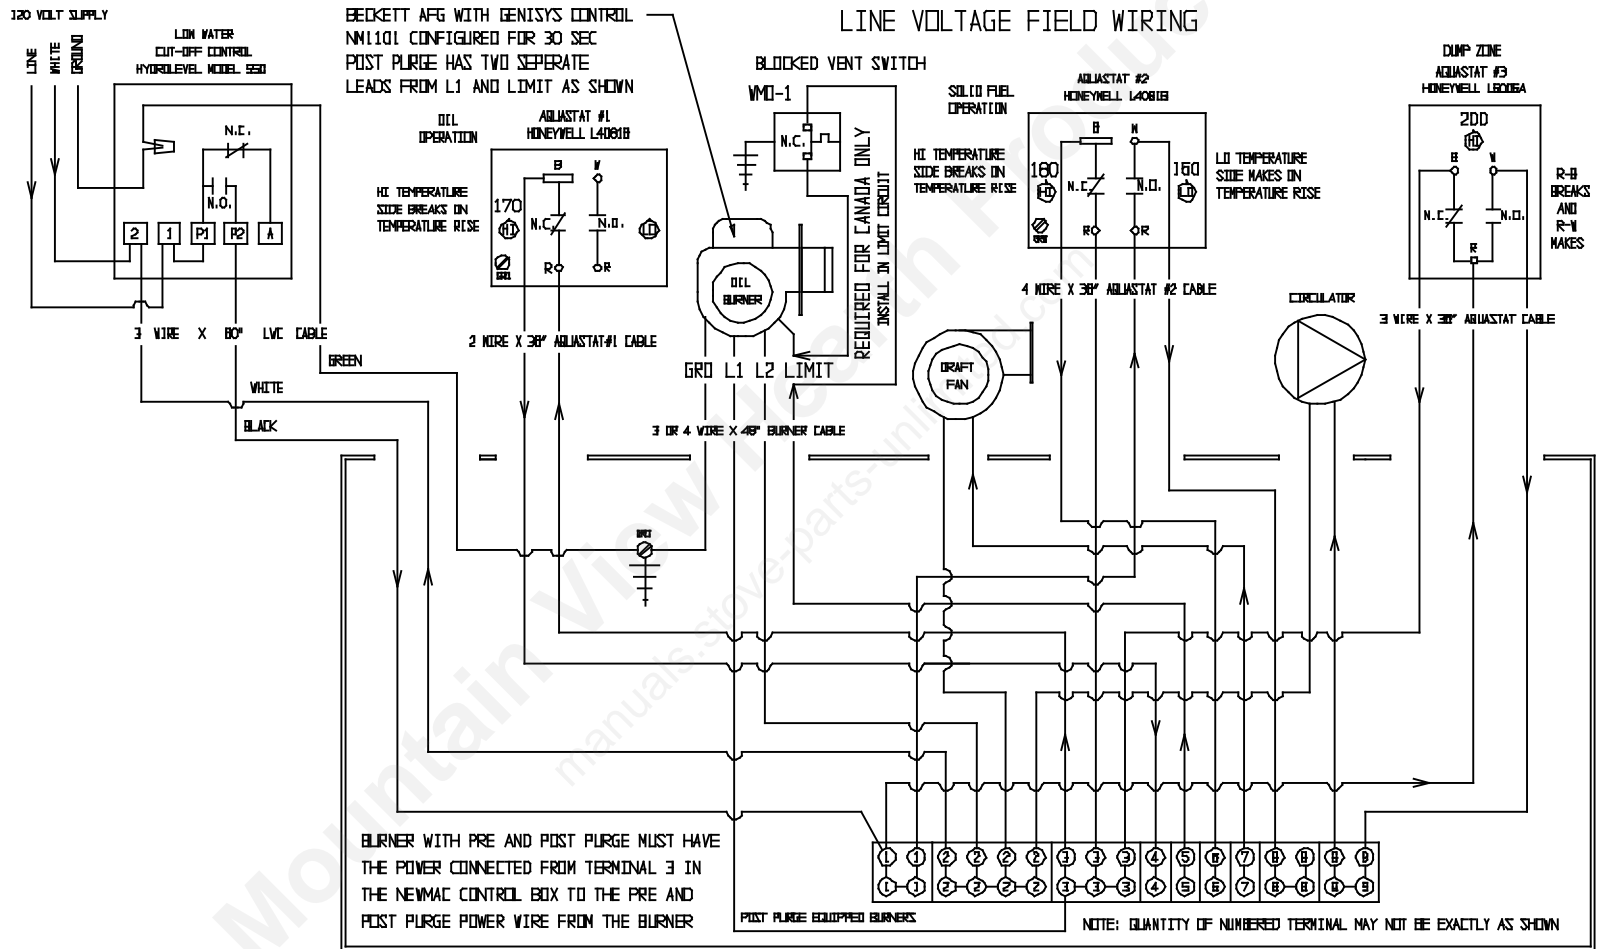 120 VOLT SUPPLY
LINE
WHITE
GROUND
LOW WATER
CUT-OFF CONTROL
HYDROLEVEL MODEL 550
N.C.
N.O.
2
1
P1
P2
A
3 WIRE X 60" LWC CABLE
GREEN
WHITE
BLACK
BECKETT AFG WITH GENISYS CONTROL
NM1101 CONFIGURED FOR 30 SEC
POST PURGE HAS TWO SEPERATE
LEADS FROM L1 AND LIMIT AS SHOWN
LINE VOLTAGE FIELD WIRING
OIL
OPERATION
AQUASTAT #1
HONEYWELL L4081B
HI TEMPERATURE
SIDE BREAKS ON
TEMPERATURE RISE
170
HI
B
W
N.C.
N.O.
LO
R
R
2 WIRE X 36" AQUASTAT#1 CABLE
BLOCKED VENT SWITCH
WMO-1
N.C.
REQUIRED FOR CANADA ONLY
INSTALL IN LIMIT CIRCUIT
OIL
BURNER
GRD L1 L2 LIMIT
3 OR 4 WIRE X 48" BURNER CABLE
SOLID FUEL
OPERATION
AQUASTAT #2
HONEYWELL L4081B
HI TEMPERATURE
SIDE BREAKS ON
TEMPERATURE RISE
180
HI
B
W
N.C.
N.O.
160
LO
R
R
LO TEMPERATURE
SIDE MAKES ON
TEMPERATURE RISE
4 WIRE X 36" AQUASTAT #2 CABLE
DRAFT
FAN
CIRCULATOR
DUMP ZONE
AQUASTAT #3
HONEYWELL L6006A
200
HI
B
W
N.C.
N.O.
R
R-B
BREAKS
AND
R-W
MAKES
3 WIRE X 36" AQUASTAT CABLE
BURNER WITH PRE AND POST PURGE MUST HAVE
THE POWER CONNECTED FROM TERMINAL 3 IN
THE NEWMAC CONTROL BOX TO THE PRE AND
POST PURGE POWER WIRE FROM THE BURNER
POST PURGE EQUIPPED BURNERS
1 1 2 2 2 2 3 3 3 4 5 6 7 8 8 9 9
1 1 2 2 2 2 3 3 3 4 5 6 7 8 8 9 9
NOTE: QUANTITY OF NUMBERED TERMINAL MAY NOT BE EXACTLY AS SHOWN
Mountain View Hearth Produc
manuals.stove-parts-unlimited.com